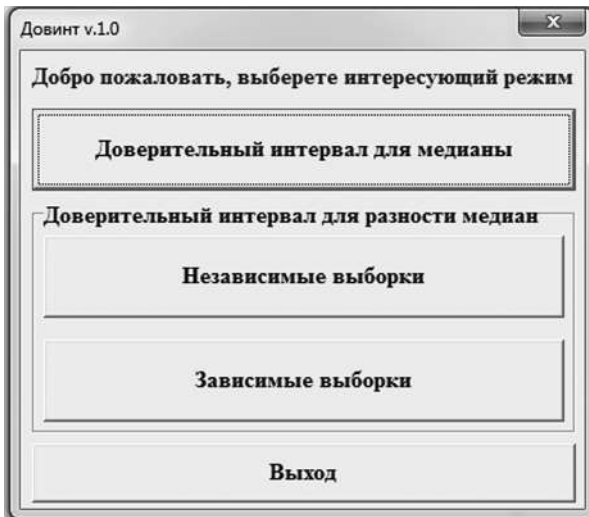 Довинт v.1.0
Добро пожаловать, выберете интересующий режим
Доверительный интервал для медианы
Доверительный интервал для разности медиан
Независимые выборки
Зависимые выборки
Выход